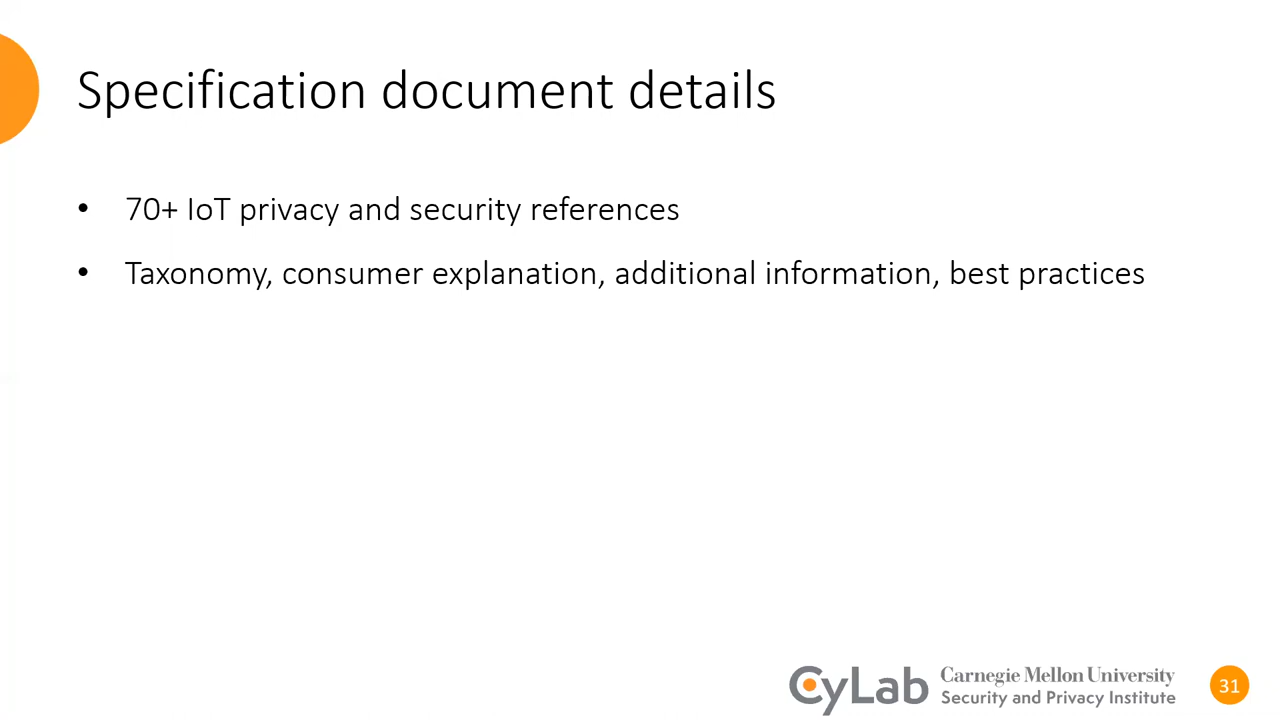 Specification document details
• 70+ IoT privacy and security references
• Taxonomy, consumer explanation, additional information, best practices
CyLab Carnegie Mellon University
Security and Privacy Institute
31